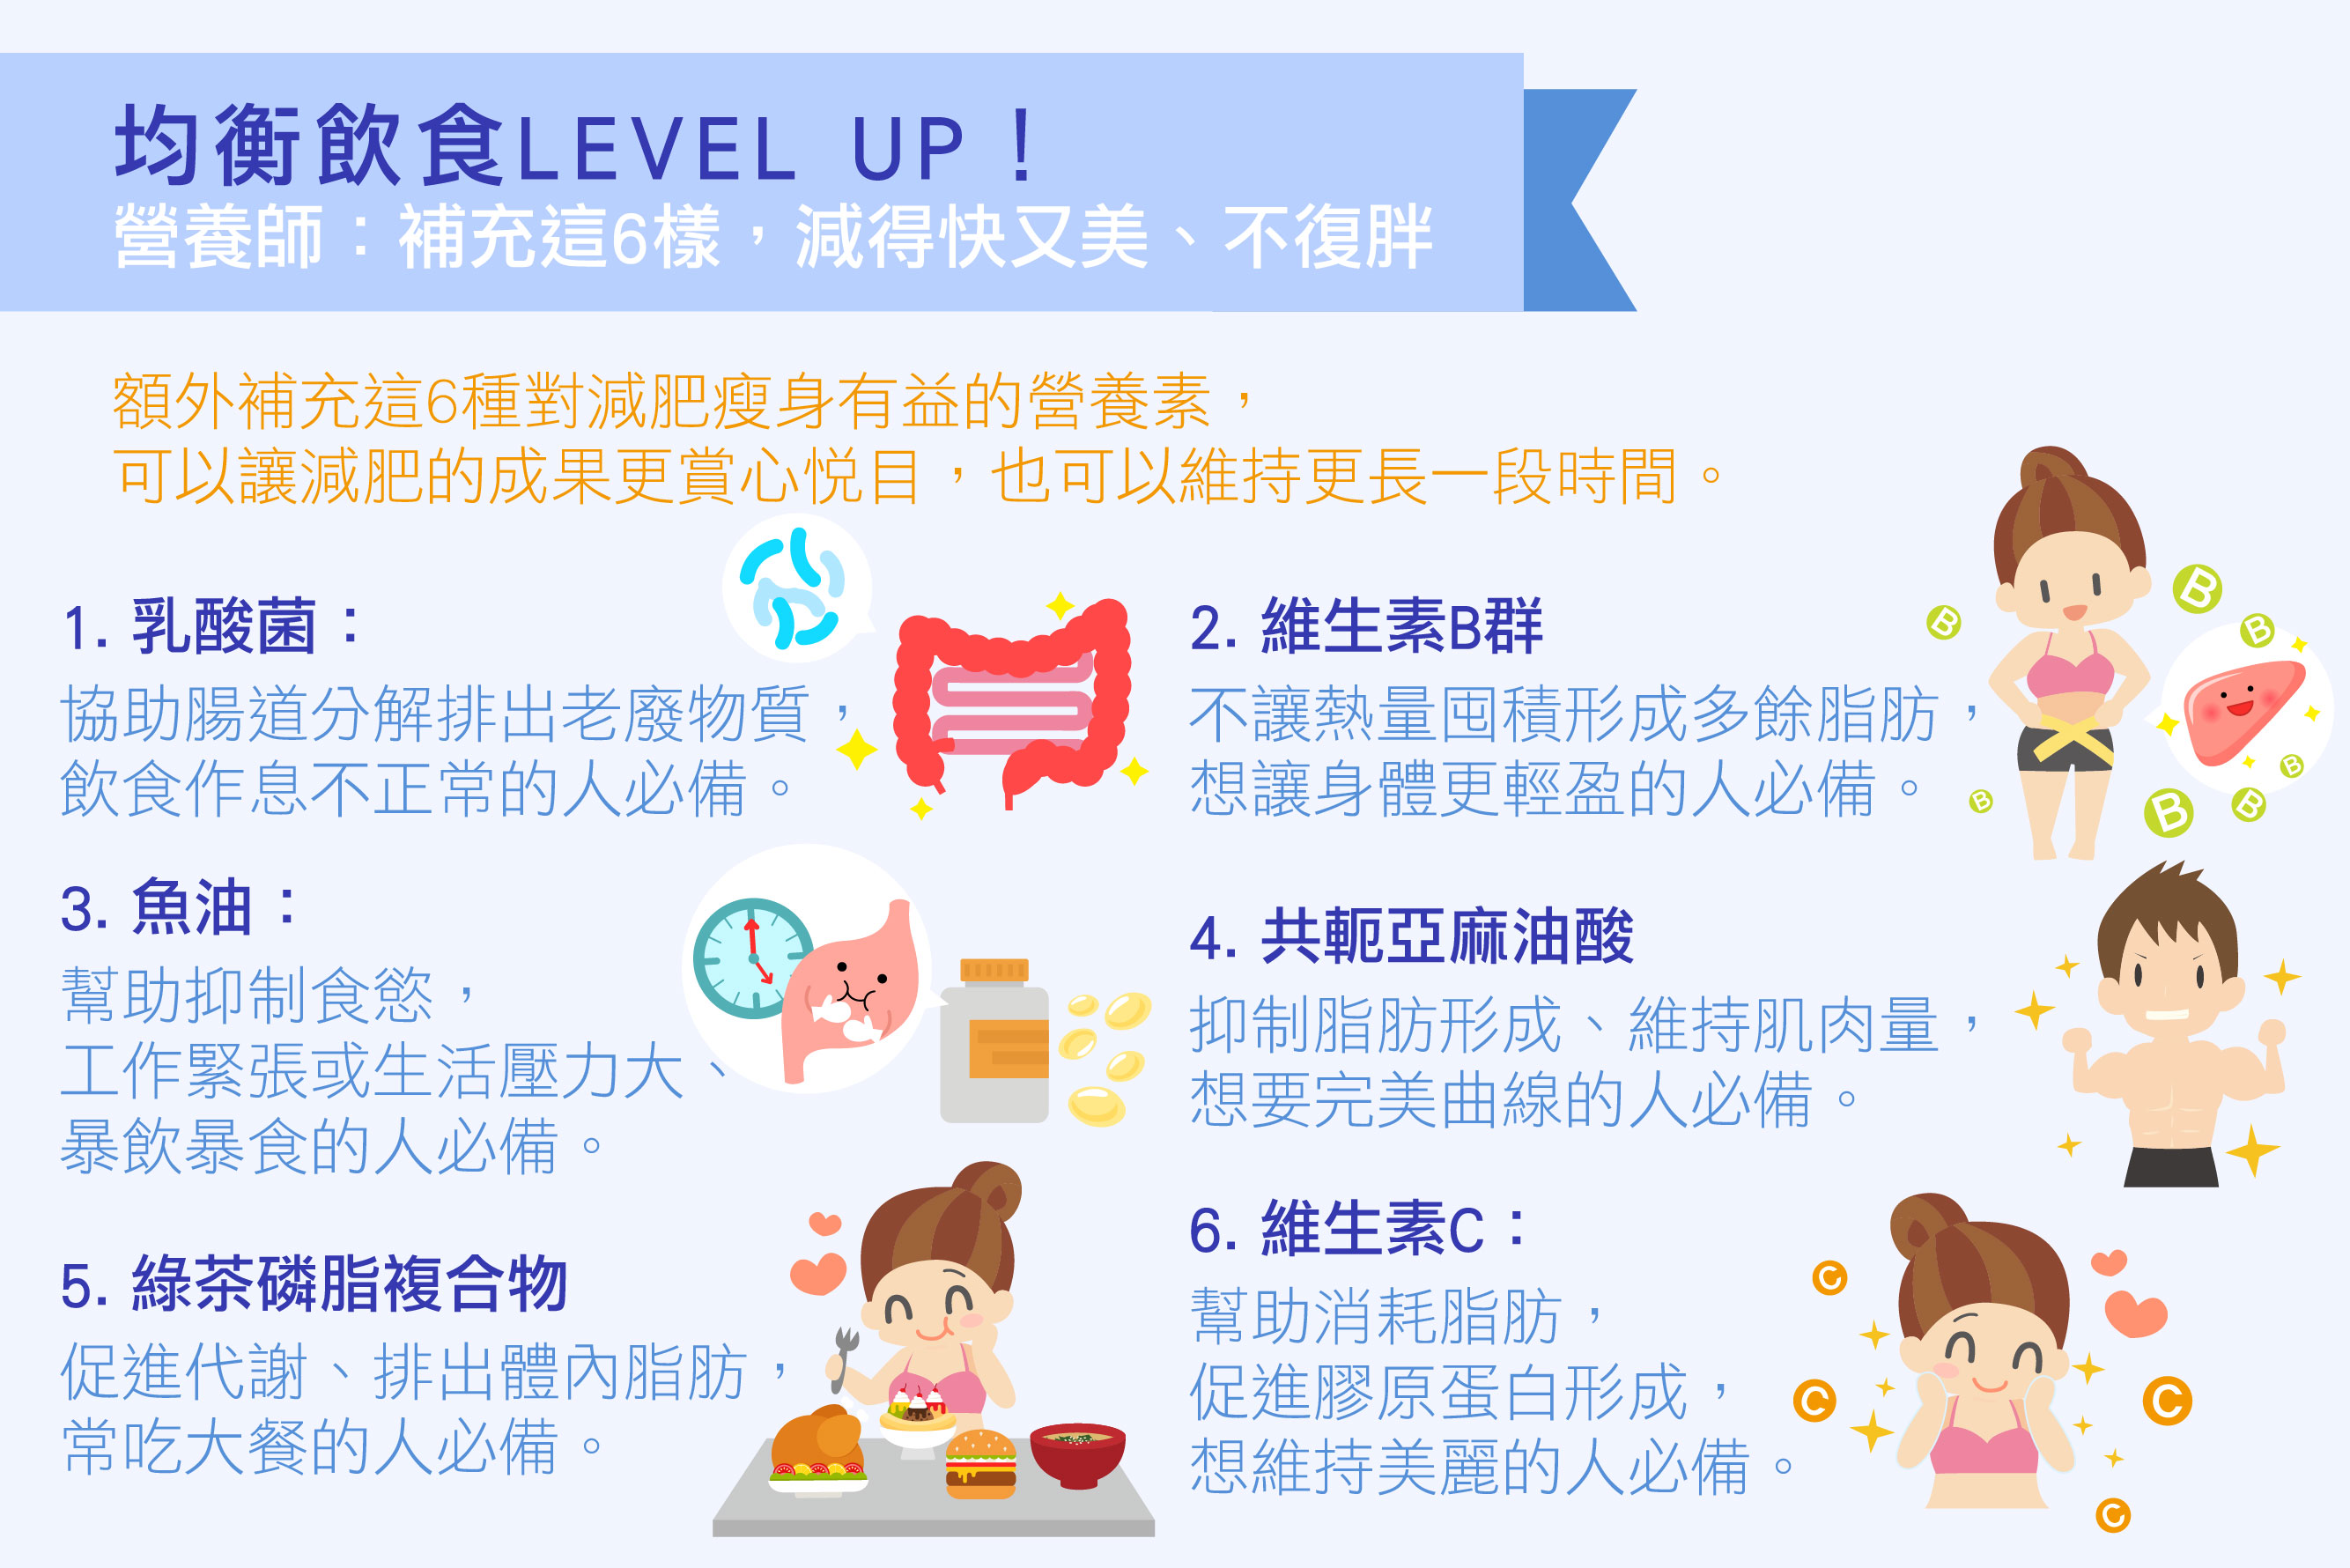 均衡飲食LEVEL UP！
營養師：補充這6樣，減得快又美、不復胖
額外補充這6種對減肥瘦身有益的營養素，
可以讓減肥的成果更賞心悅目，也可以維持更長一段時間。
1. 乳酸菌：
協助腸道分解排出老廢物質，
飲食作息不正常的人必備。
2. 維生素B群
不讓熱量囤積形成多餘脂肪，
想讓身體更輕盈的人必備。
B
B
B
B
B
B
B
3. 魚油：
幫助抑制食慾，
工作緊張或生活壓力大、
暴飲暴食的人必備。
4. 共軛亞麻油酸
抑制脂肪形成、維持肌肉量，
想要完美曲線的人必備。
5. 綠茶磷脂複合物
促進代謝、排出體內脂肪，
常吃大餐的人必備。
6. 維生素C：
幫助消耗脂肪，
促進膠原蛋白形成，
想維持美麗的人必備。
C
C
C
C